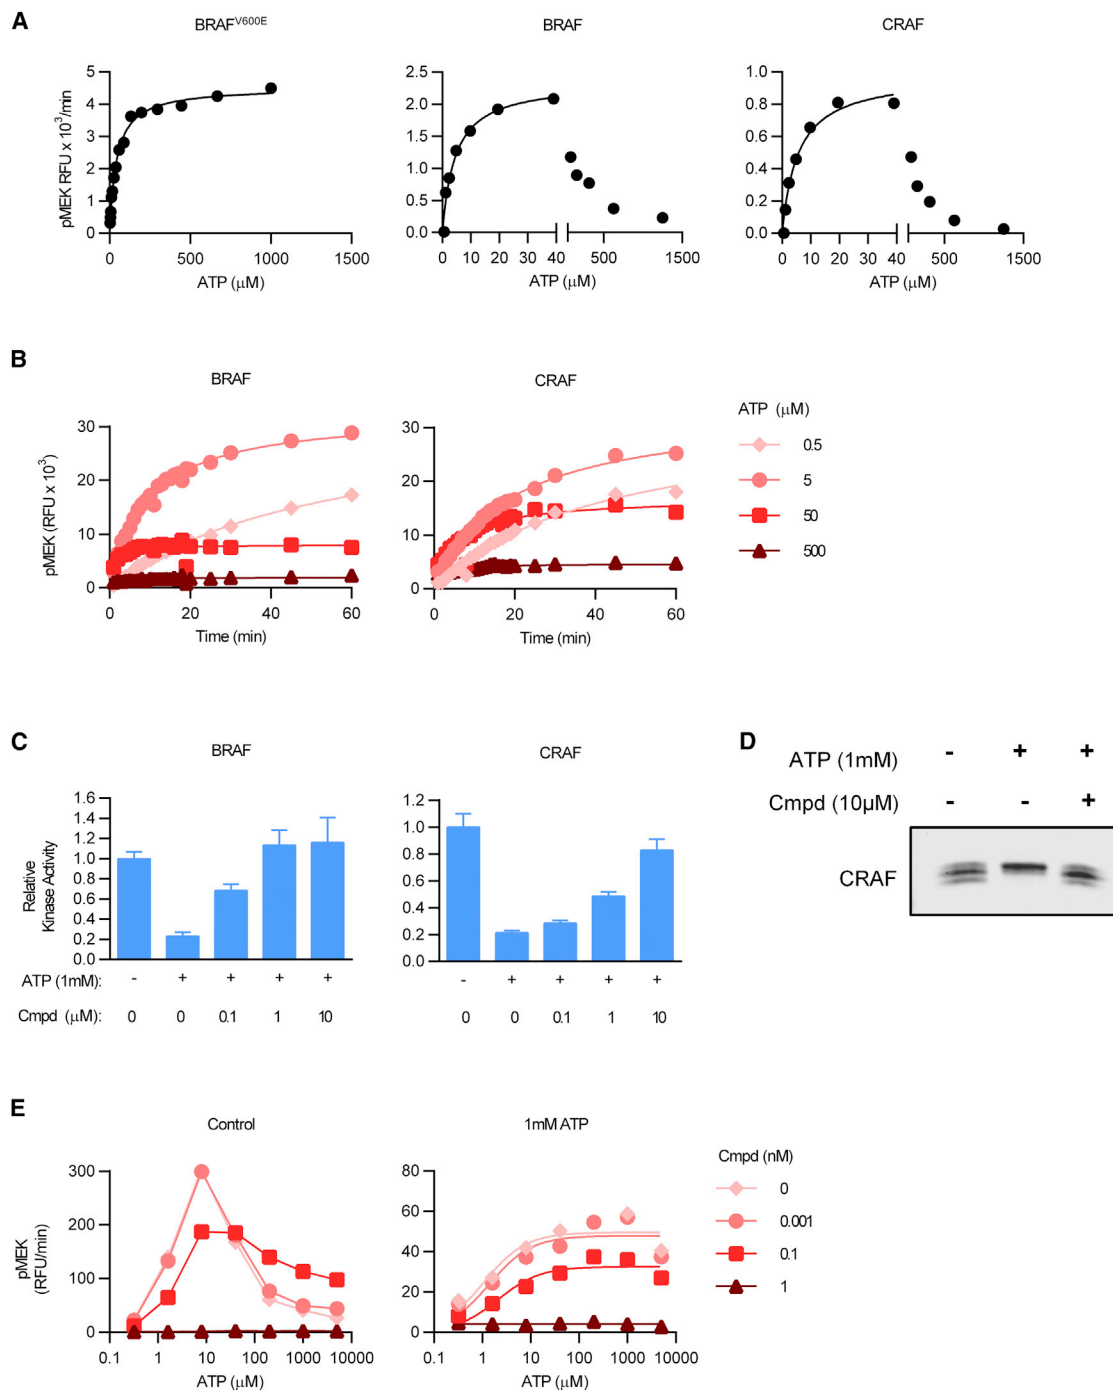 A
BRAFV600E
BRAF
CRAF
pMEK RFU x 10³/min
5
4
3
2
1
0
0 500 1000 1500
ATP (μM)
2.5
2.0
1.5
1.0
0.5
0.0
0 10 20 30 40 500 1500
ATP (μM)
1.0
0.8
0.6
0.4
0.2
0.0
0 10 20 30 40 500 1500
ATP (μM)
B
BRAF
CRAF
pMEK (RFU x 10³)
30
20
10
0
0 20 40 60
Time (min)
30
20
10
0
0 20 40 60
Time (min)
ATP (μM)
0.5
5
50
500
C
BRAF
CRAF
Relative
Kinase Activity
1.6
1.4
1.2
1.0
0.8
0.6
0.4
0.2
0.0
1.2
1.0
0.8
0.6
0.4
0.2
0.0
ATP (1mM): - + + + + - + + + +
Cmpd (μM): 0 0 0.1 1 10 0 0 0.1 1 10
D
ATP (1mM) - + +
Cmpd (10μM) - - +
CRAF
E
Control
1mM ATP
pMEK
(RFU/min)
300
200
100
0
0.1 1 10 100 1000 10000
ATP (μM)
80
60
40
20
0
0.1 1 10 100 1000 10000
ATP (μM)
Cmpd (nM)
0
0.001
0.1
1